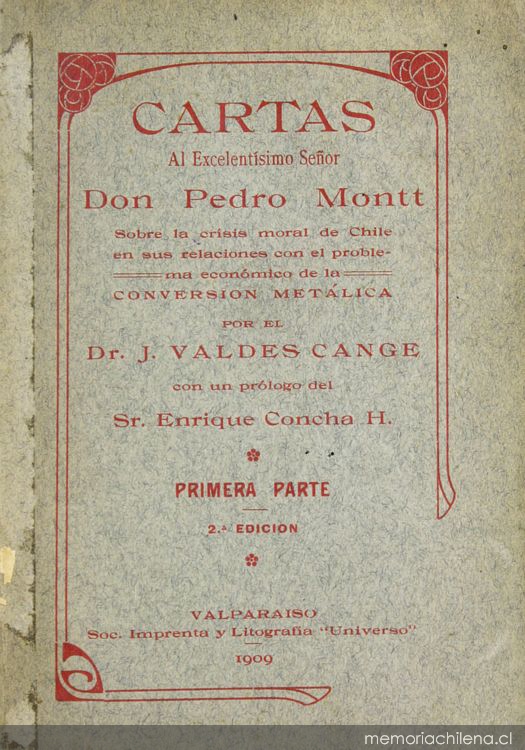 CARTAS
Al Excelentísimo Señor
Don Pedro Montt
Sobre la crisis moral de Chile
en sus relaciones con el proble-
ma económico de la
CONVERSION METÁLICA
POR EL
Dr. J. VALDES CANGE
con un prólogo del
Sr. Enrique Concha H.
PRIMERA PARTE
2.a EDICION
VALPARAISO
Soc. Imprenta y Litografía "Universo"
1909
memoriachilena.cl